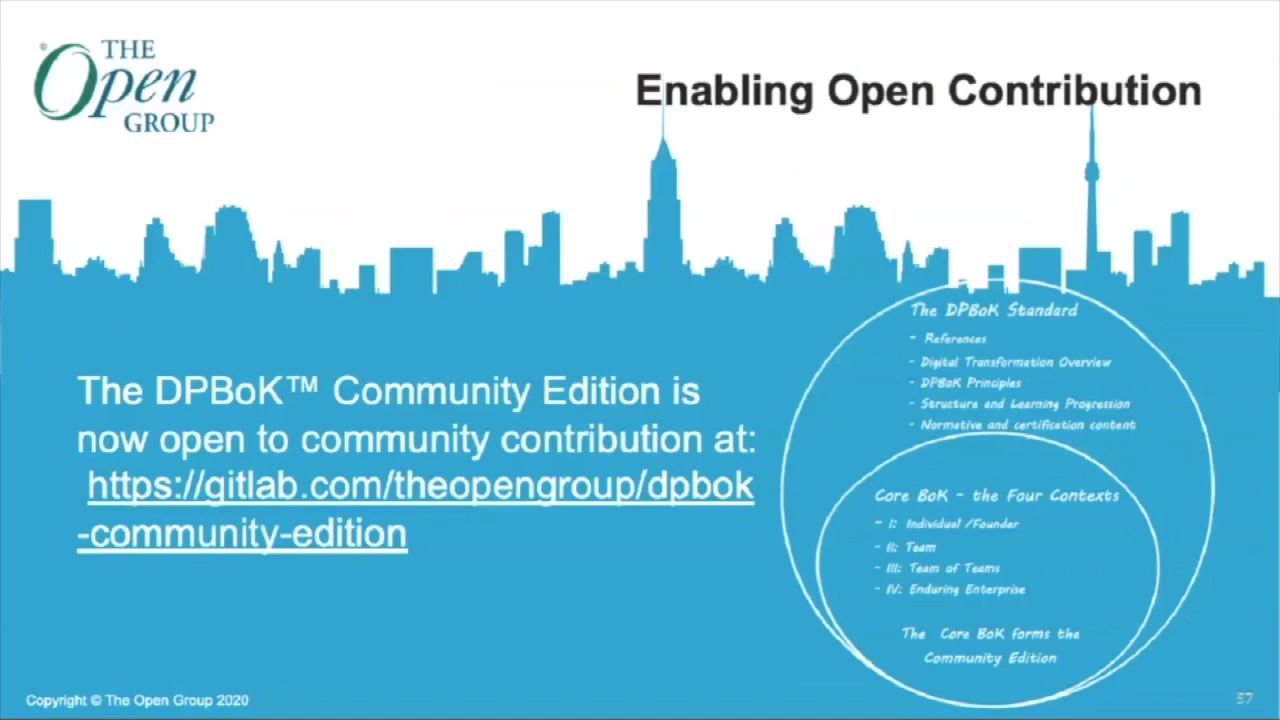 THE
Open
GROUP
Enabling Open Contribution
The DPBoK™ Community Edition is
now open to community contribution at:
https://gitlab.com/theopengroup/dpbok
-community-edition
The DPBoK Standard
- References
- Digital Transformation Overview
- DPBoK Principles
- Structure and Learning Progression
- Normative and certification content
Core BoK - the Four Contexts
- I: Individual /Founder
- II: Team
- III: Team of Teams
- IV: Enduring Enterprise
The Core BoK forms the
Community Edition
Copyright © The Open Group 2020
57